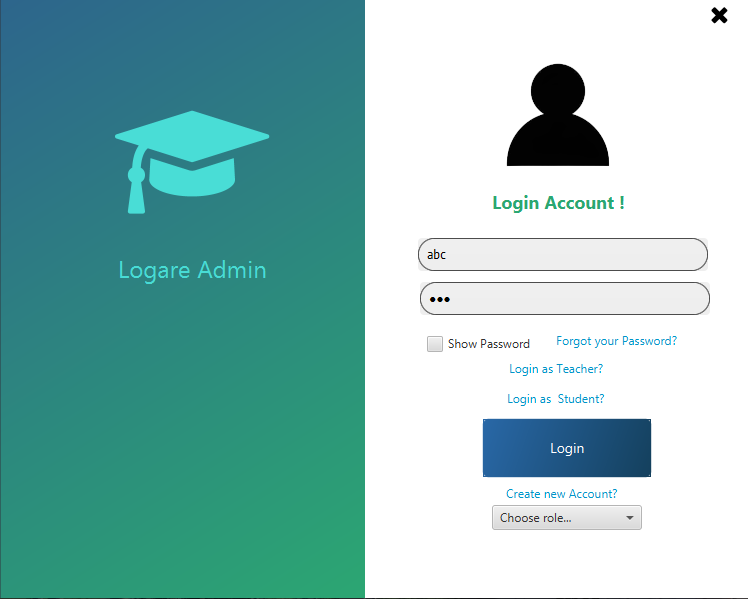 Logare Admin
Login Account !
abc
●●●
Show Password
Forgot your Password?
Login as Teacher?
Login as  Student?
Login
Create new Account?
Choose role...